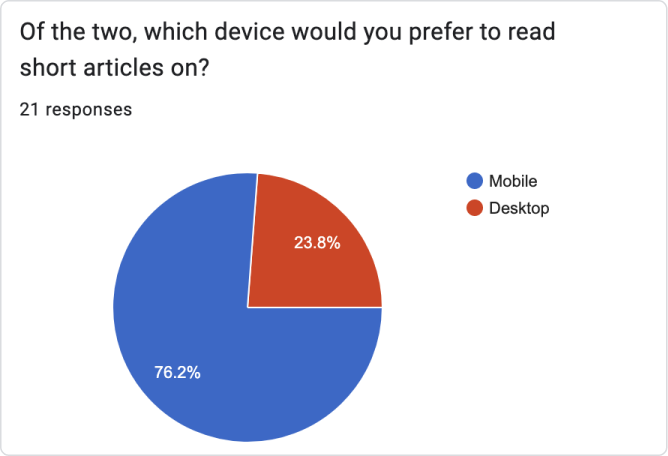 Of the two, which device would you prefer to read
short articles on?
21 responses
Mobile
Desktop
23.8%
76.2%